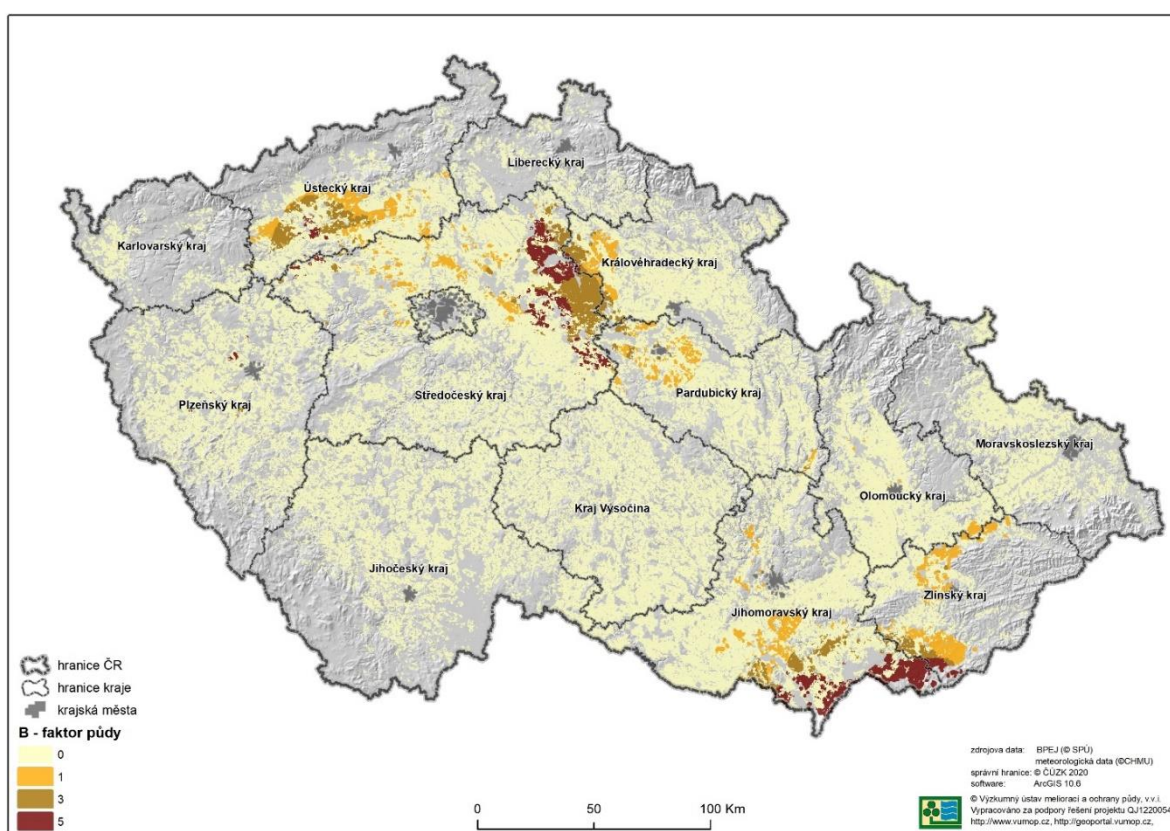 Liberecký kraj
Ústecký kraj
Karlovarský kraj
Královéhradecký kraj
Plzeňský kraj
Středočeský kraj
Pardubický kraj
Moravskoslezský kraj
Olomoucký kraj
Kraj Vysočina
Jihočeský kraj
Zlínský kraj
Jihomoravský kraj
hranice ČR
hranice kraje
krajská města
B - faktor půdy
0
1
3
5
0 50 100 Km
zdrojova data: BPEJ (© SPÚ)
meteorologická data (©CHMU)
správní hranice: © ČÚZK 2020
software: ArcGIS 10.6
© Výzkumný ústav meliorací a ochrany půdy, v.v.i.
Vypracováno za podpory řešení projektu QJ1220054
http://www.vumop.cz, http://geoportal.vumop.cz,